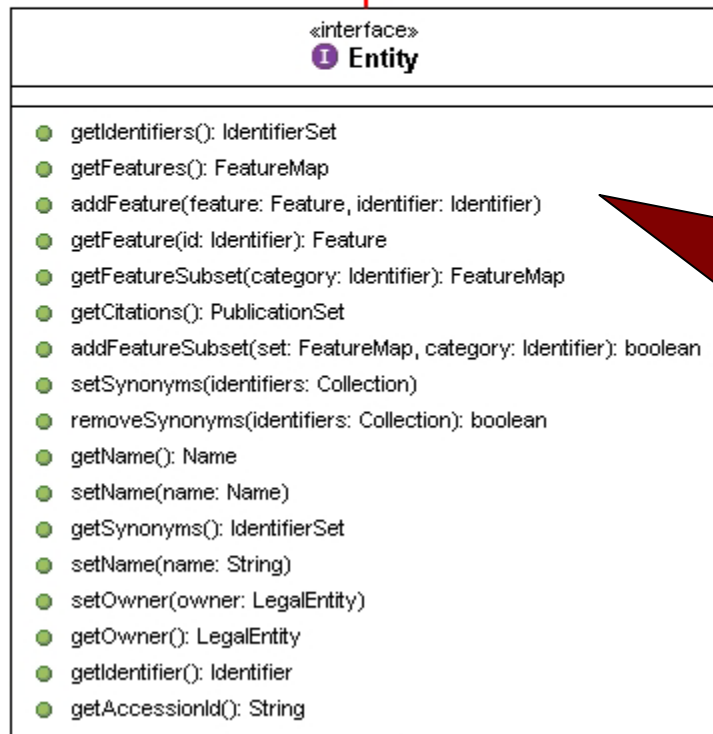 «interface»
I Entity
getIdentifiers(): IdentifierSet
getFeatures(): FeatureMap
addFeature(feature: Feature, identifier: Identifier)
getFeature(id: Identifier): Feature
getFeatureSubset(category: Identifier): FeatureMap
getCitations(): PublicationSet
addFeatureSubset(set: FeatureMap, category: Identifier): boolean
setSynonyms(identifiers: Collection)
removeSynonyms(identifiers: Collection): boolean
getName(): Name
setName(name: Name)
getSynonyms(): IdentifierSet
setName(name: String)
setOwner(owner: LegalEntity)
getOwner(): LegalEntity
getIdentifier(): Identifier
getAccessionId(): String